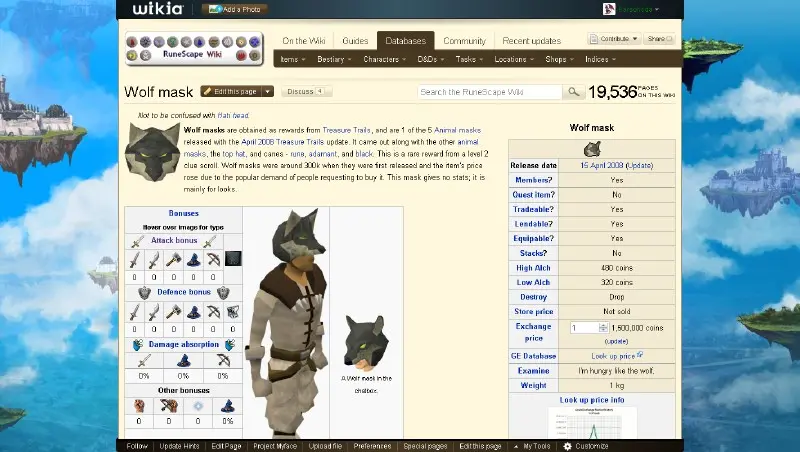 wikia
Add a Photo
RuneScape Wiki
On the Wiki
Guides
Databases
Community
Recent updates
Contribute
Share
Items
Bestiary
Characters
D&Ds
Tasks
Locations
Shops
Indices
Wolf mask
Edit this page
Discuss 4
Search the RuneScape Wiki
19,536 PAGES ON THIS WIKI
Not to be confused with Hati head.
Wolf masks are obtained as rewards from Treasure Trails, and are 1 of the 5 Animal masks
released with the April 2008 Treasure Trails update. It came out along with the other animal
masks, the top hat, and canes - rune, adamant, and black. This is a rare reward from a level 2
clue scroll. Wolf masks were around 300k when they were first released and the item's price
rose due to the popular demand of people requesting to buy it. This mask gives no stats; it is
mainly for looks.
Bonuses
Hover over image for type
Attack bonus
0 0 0 0 0
Defence bonus
0 0 0 0 0 0
Damage absorption
0% 0% 0%
Other bonuses
0 0 0 0
A Wolf mask in the
chatbox.
Wolf mask
Release date 15 April 2008 (Update)
Members? Yes
Quest item? No
Tradeable? Yes
Lendable? Yes
Equipable? Yes
Stacks? No
High Alch 480 coins
Low Alch 320 coins
Destroy Drop
Store price Not sold
Exchange price 1 1,500,000 coins
(update)
GE Database Look up price
Examine I'm hungry like the wolf.
Weight 1 kg
Look up price info
Follow
Update Hints
Edit Page
Project Myface
Upload file
Preferences
Special pages
Edit this page
My Tools
Customize